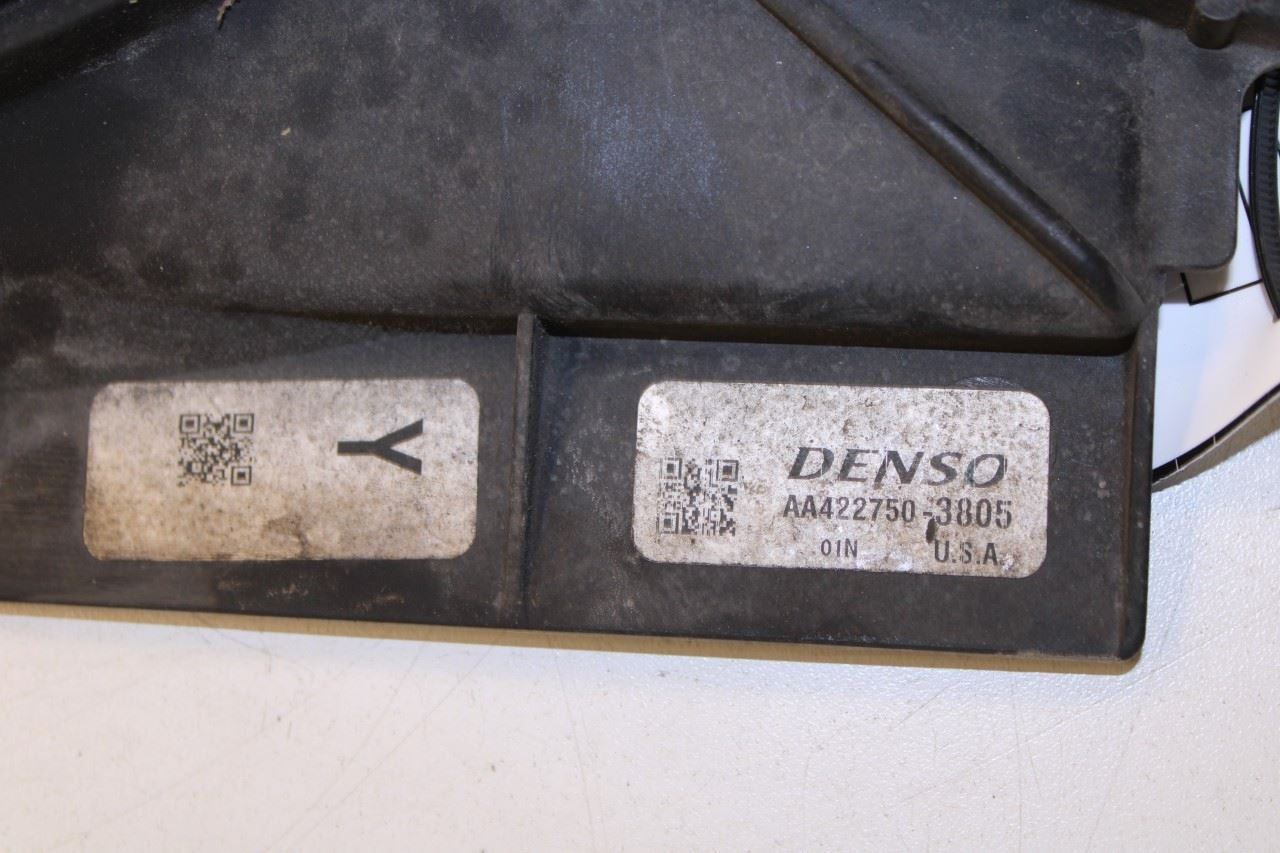 Y
DENSO
AA422750-3805
01N U.S.A.